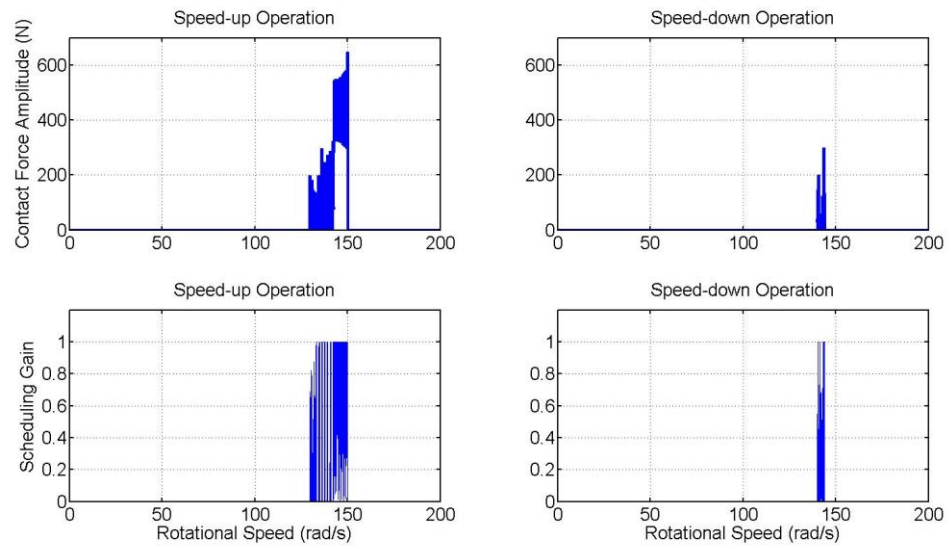 Speed-up Operation
Speed-down Operation
Contact Force Amplitude (N)
600
400
200
0
0 50 100 150 200
600
400
200
0
0 50 100 150 200
Speed-up Operation
Speed-down Operation
Scheduling Gain
1
0.8
0.6
0.4
0.2
0
0 50 100 150 200
Rotational Speed (rad/s)
1
0.8
0.6
0.4
0.2
0
0 50 100 150 200
Rotational Speed (rad/s)